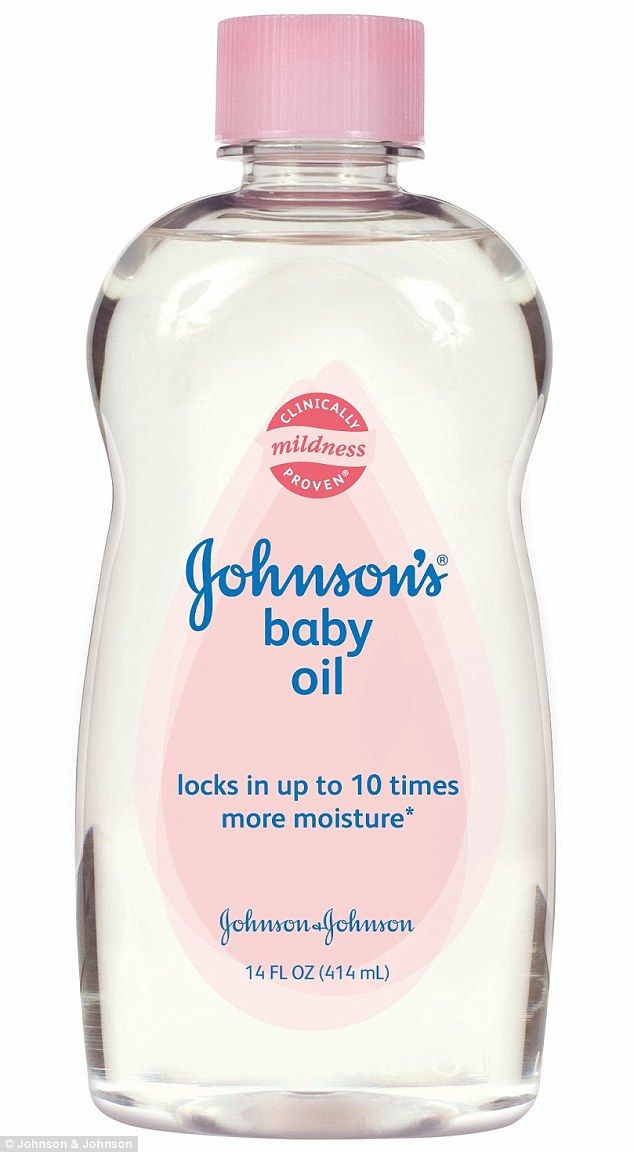 CLINICALLY
mildness
PROVEN®
Johnson's®
baby
oil
locks in up to 10 times
more moisture*
Johnson & Johnson
14 FL OZ (414 mL)
© Johnson & Johnson